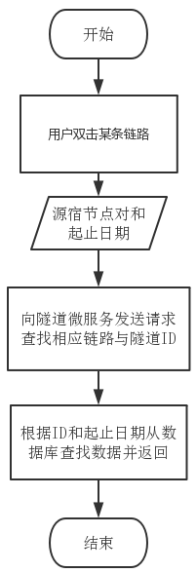 开始
用户双击某条链路
源宿节点对和
起止日期
向隧道微服务发送请求
查找相应链路与隧道ID
根据ID和起止日期从数
据库查找数据并返回
结束